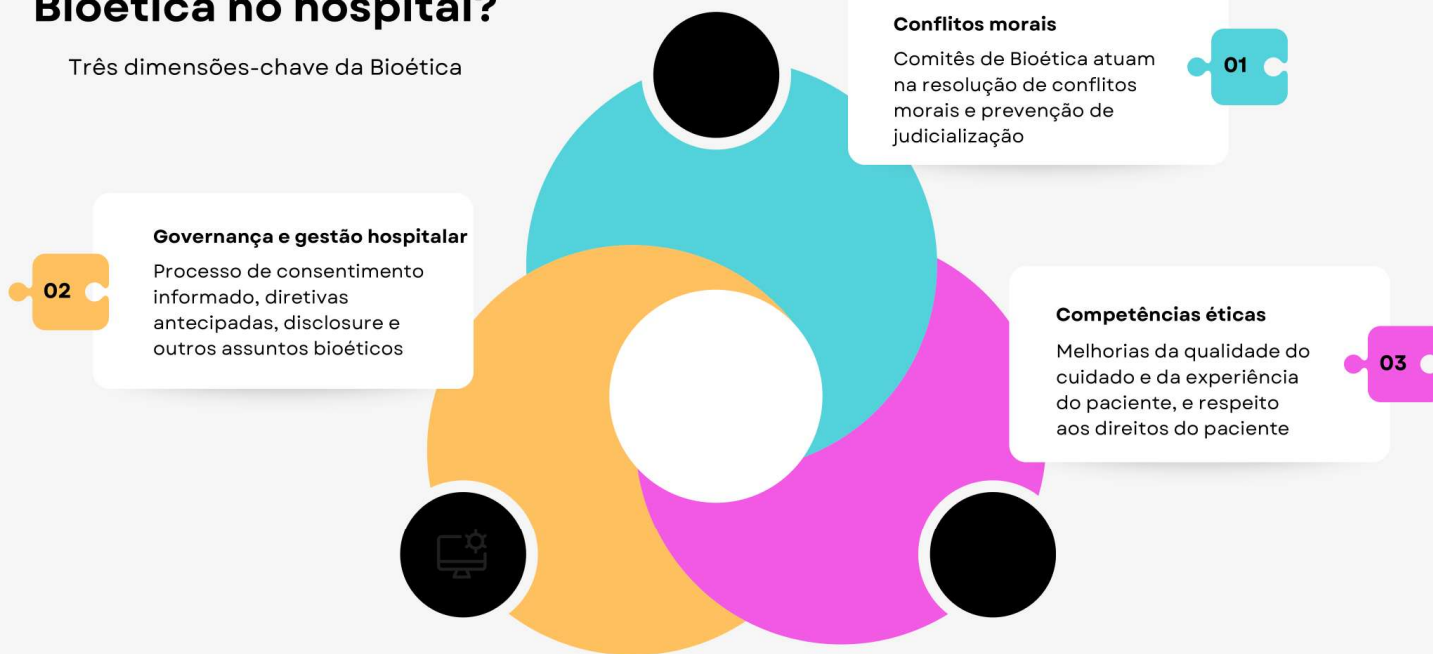 Bioética no hospital?
Três dimensões-chave da Bioética
Conflitos morais
Comitês de Bioética atuam
na resolução de conflitos
morais e prevenção de
judicialização
01
02
Governança e gestão hospitalar
Processo de consentimento
informado, diretivas
antecipadas, disclosure e
outros assuntos bioéticos
Competências éticas
Melhorias da qualidade do
cuidado e da experiência
do paciente, e respeito
aos direitos do paciente
03